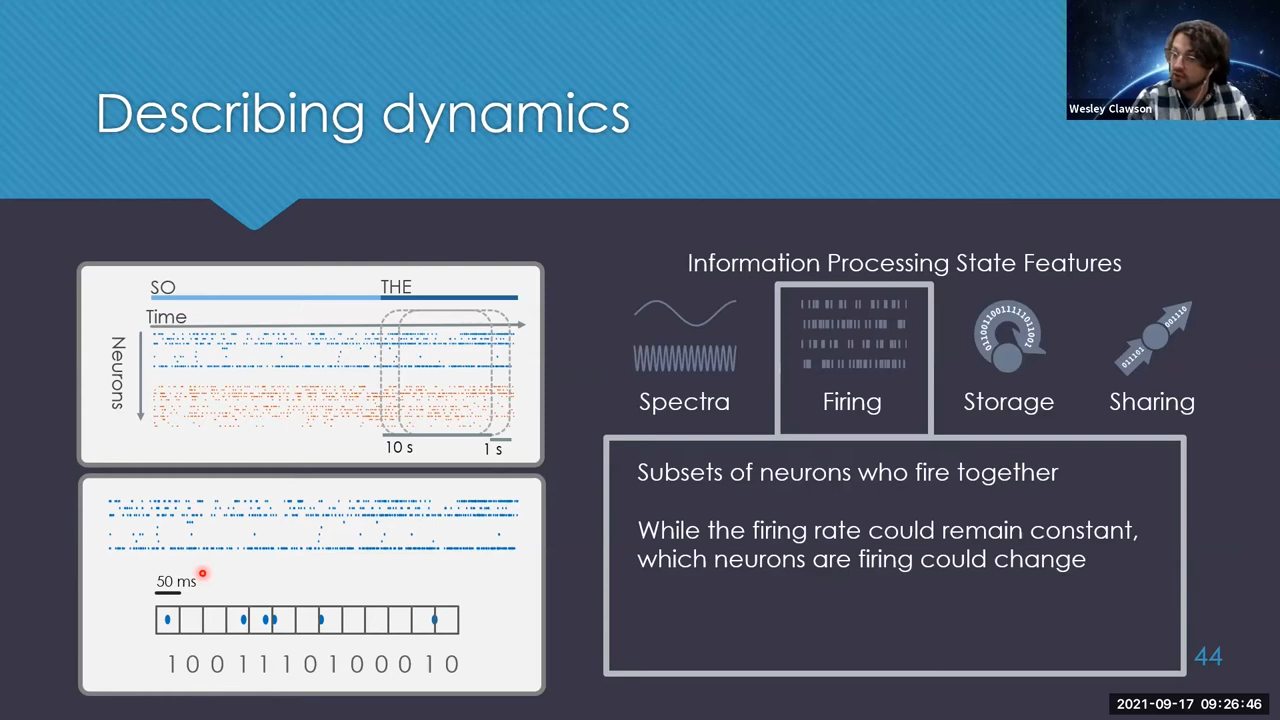 Describing dynamics
Wesley Clawson
SO THE
Time
Neurons
10 s 1 s
50 ms
1 0 0 1 1 1 0 1 0 0 0 1 0
Information Processing State Features
Spectra Firing Storage Sharing
Subsets of neurons who fire together
While the firing rate could remain constant,
which neurons are firing could change
44
2021-09-17 09:26:46